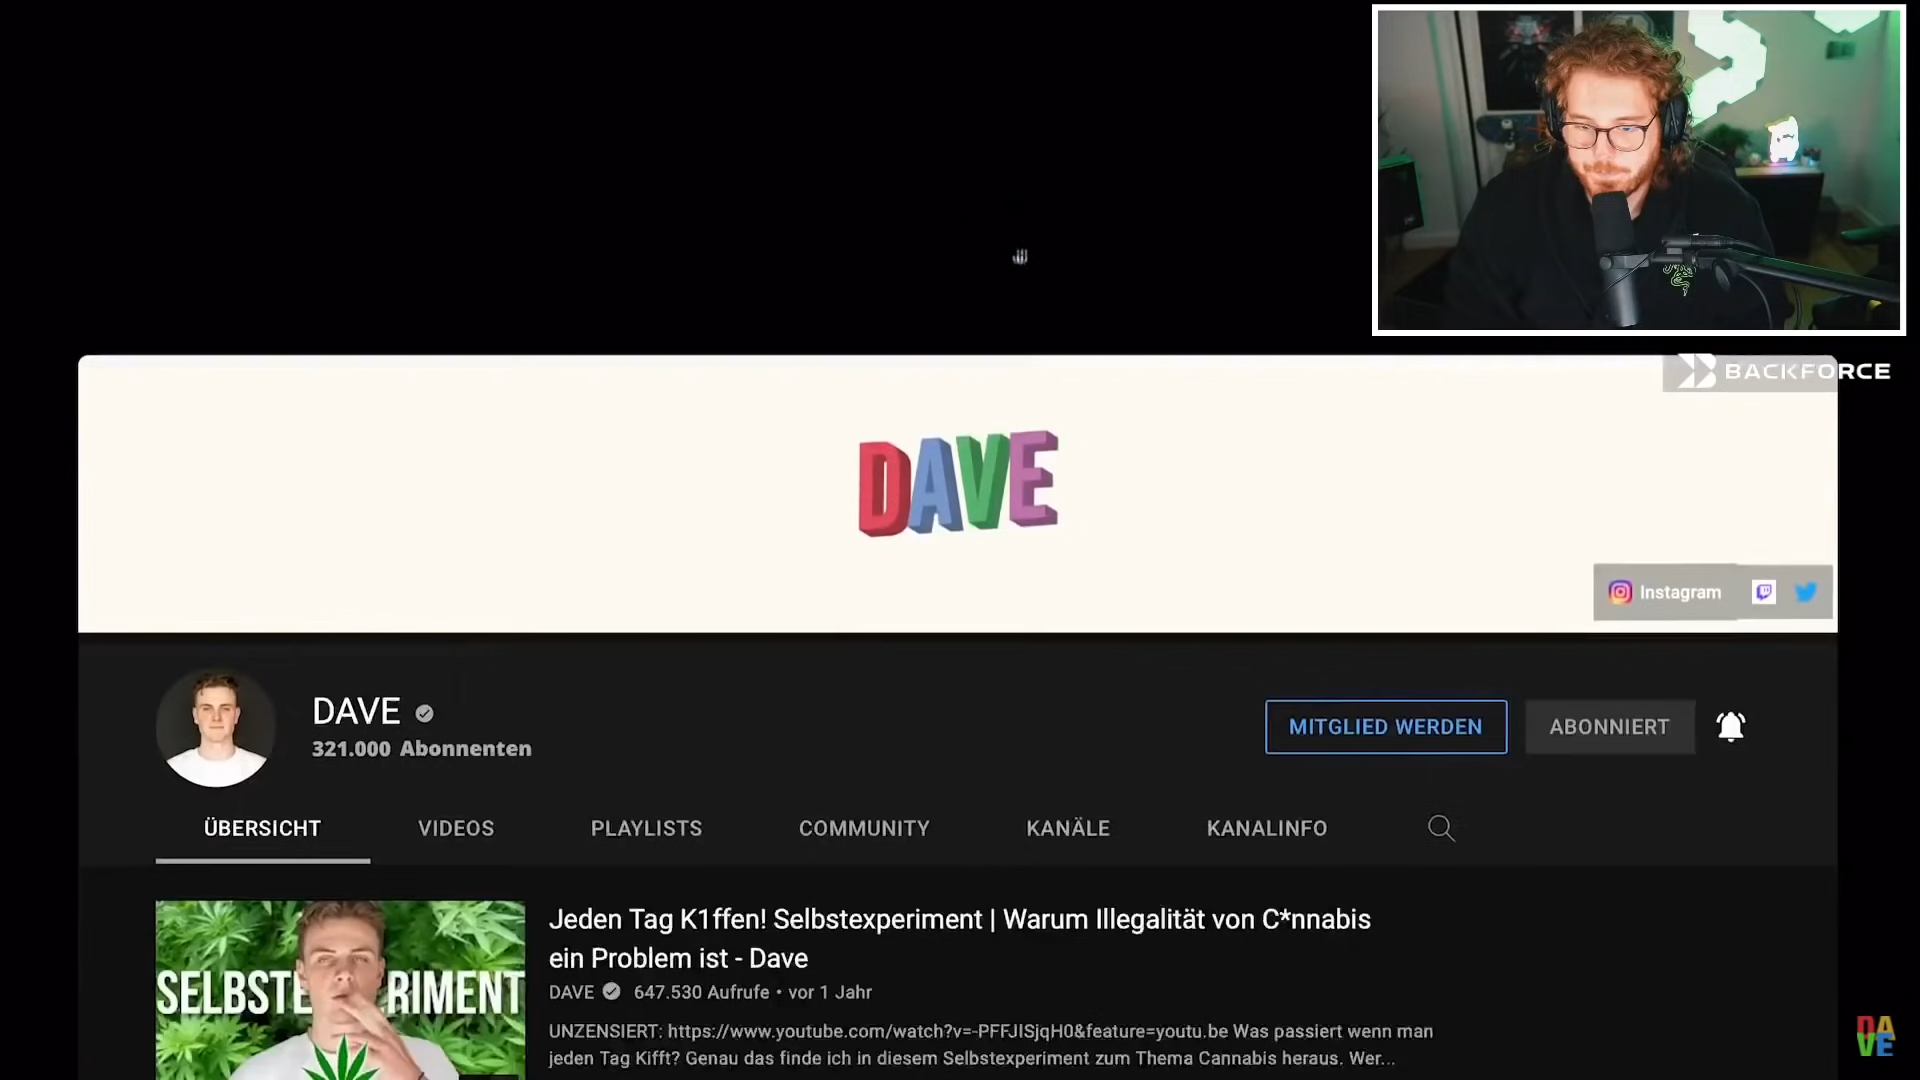 BACKFORCE
DAVE
Instagram
DAVE
321.000 Abonnenten
MITGLIED WERDEN
ABONNIERT
ÜBERSICHT
VIDEOS
PLAYLISTS
COMMUNITY
KANÄLE
KANALINFO
SELBSTE RIMENT
Jeden Tag K1ffen! Selbstexperiment | Warum Illegalität von C*nnabis
ein Problem ist - Dave
DAVE 647.530 Aufrufe • vor 1 Jahr
UNZENSIERT: https://www.youtube.com/watch?v=-PFFJISjqH0&feature=youtu.be Was passiert wenn man
jeden Tag Kifft? Genau das finde ich in diesem Selbstexperiment zum Thema Cannabis heraus. Wer...
DA
VE